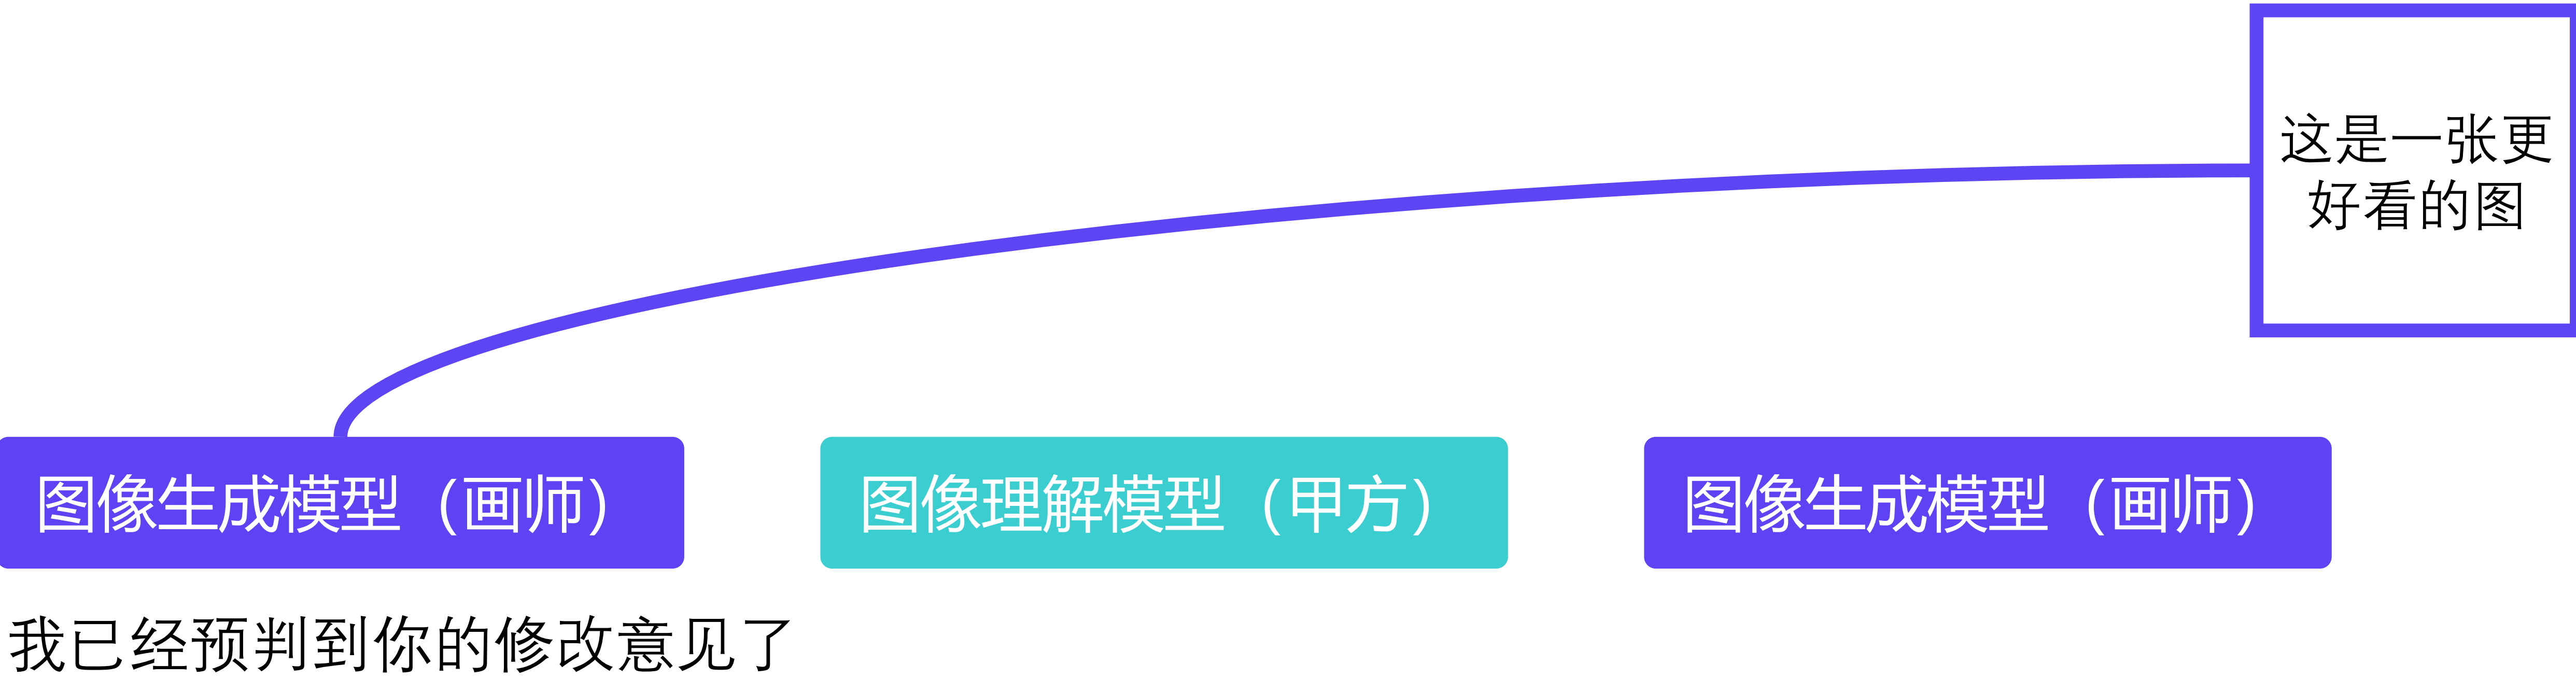 这是一张更
好看的图
图像生成模型（画师）
图像理解模型（甲方）
图像生成模型（画师）
我已经预判到你的修改意见了